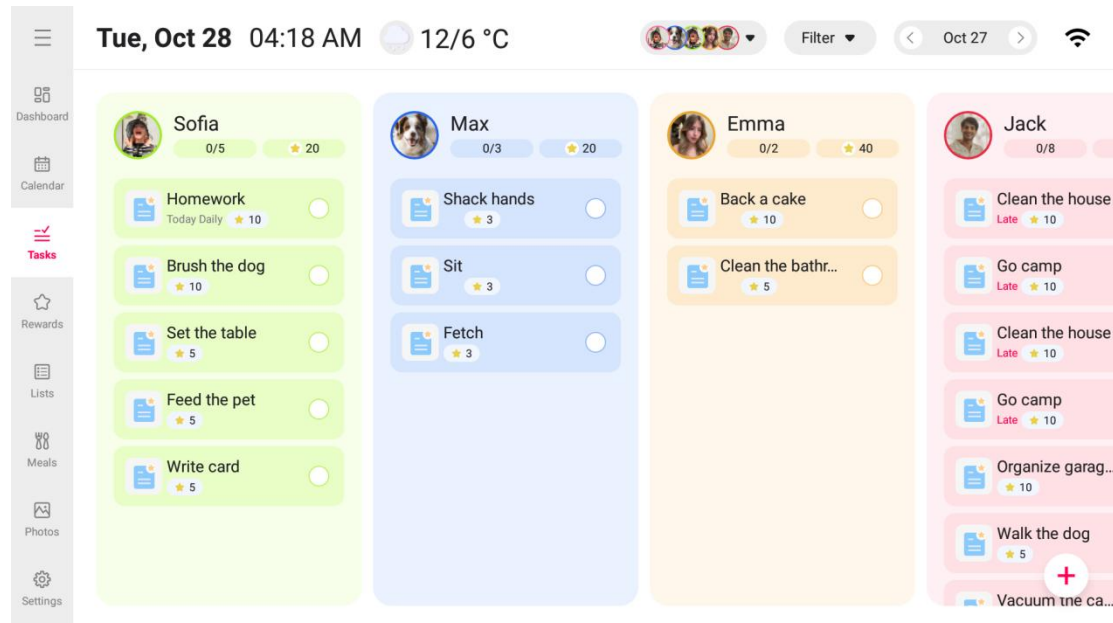 Tue, Oct 28 04:18 AM 12/6 °C Filter Oct 27
Dashboard
Calendar
Tasks
Rewards
Lists
Meals
Photos
Settings
Sofia
0/5 20
Homework
Today Daily 10
Brush the dog
10
Set the table
5
Feed the pet
5
Write card
5
Max
0/3 20
Shack hands
3
Sit
3
Fetch
3
Emma
0/2 40
Back a cake
10
Clean the bathr...
5
Jack
0/8
Clean the house
Late 10
Go camp
Late 10
Clean the house
Late 10
Go camp
Late 10
Organize garag...
10
Walk the dog
5
Vacuum the ca...